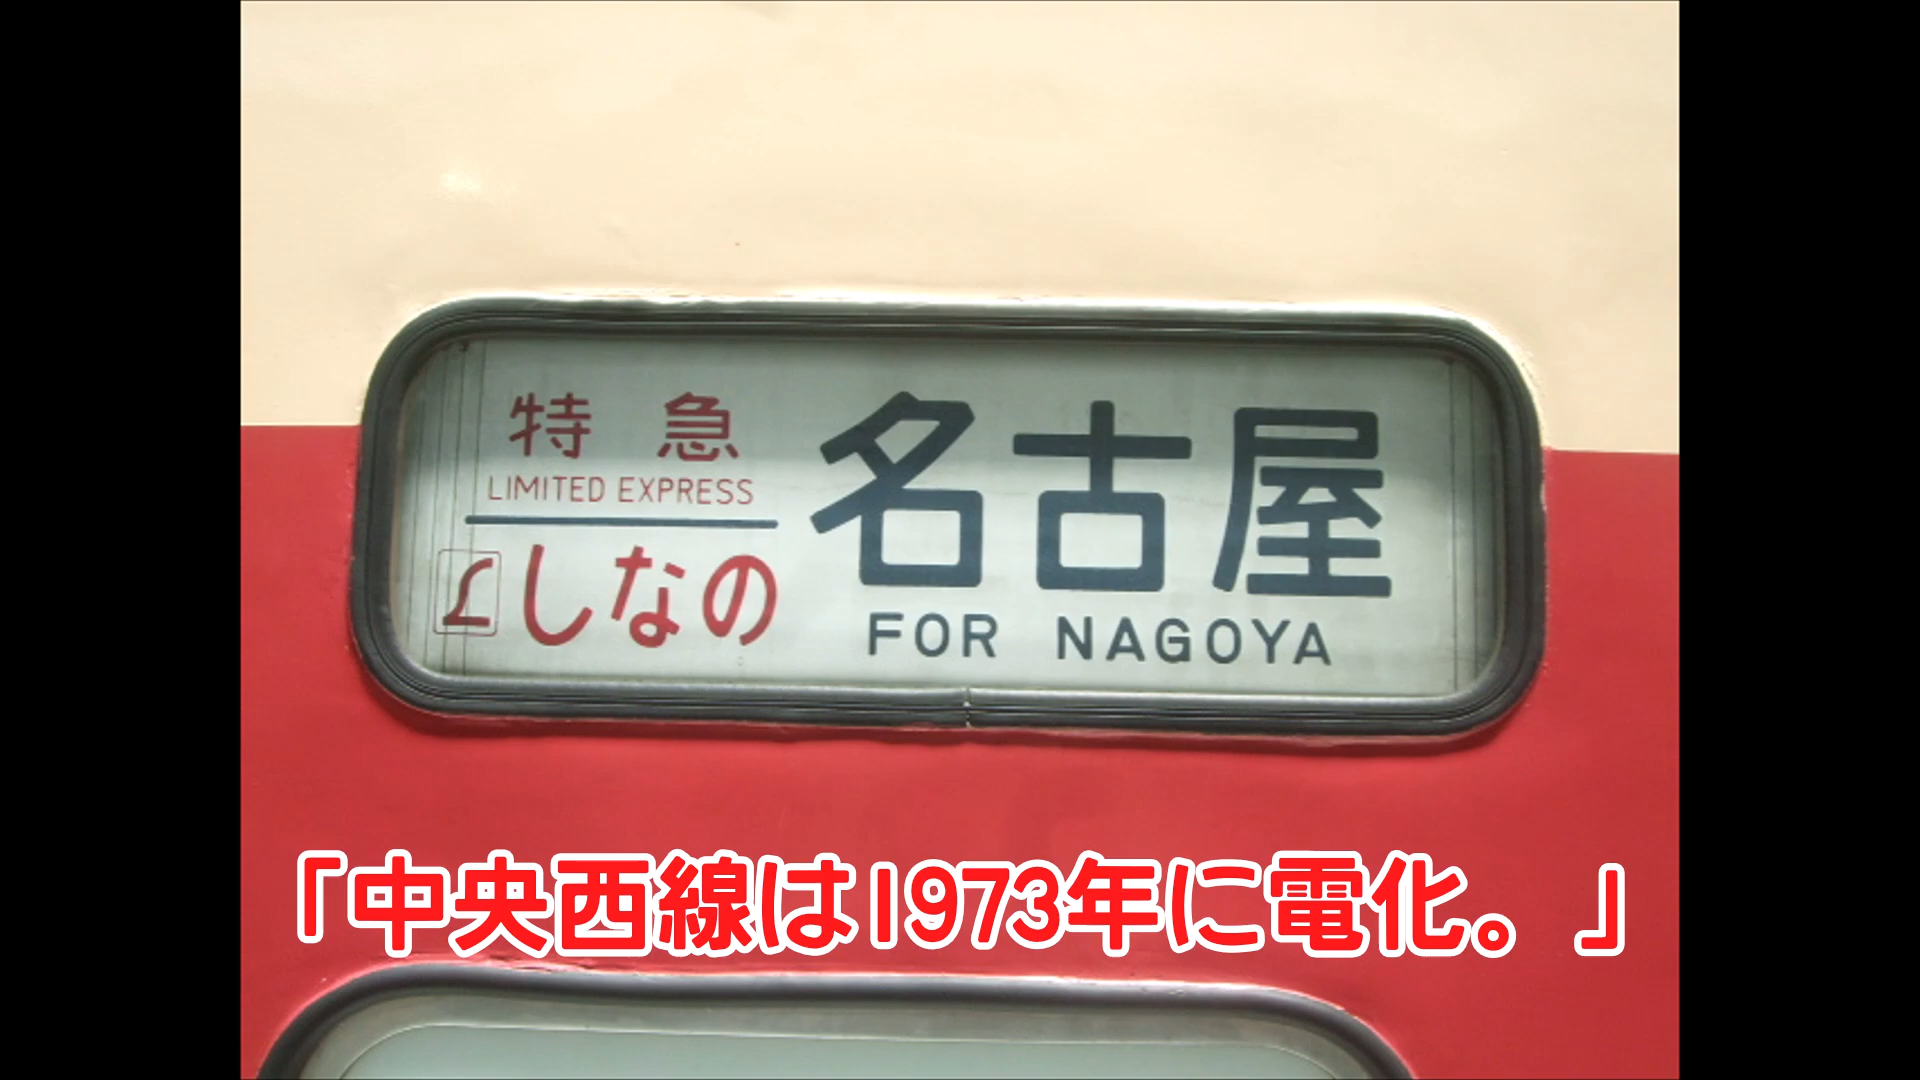 特急
LIMITED EXPRESS
Lしなの
名古屋
FOR NAGOYA
「中央西線は1973年に電化。」